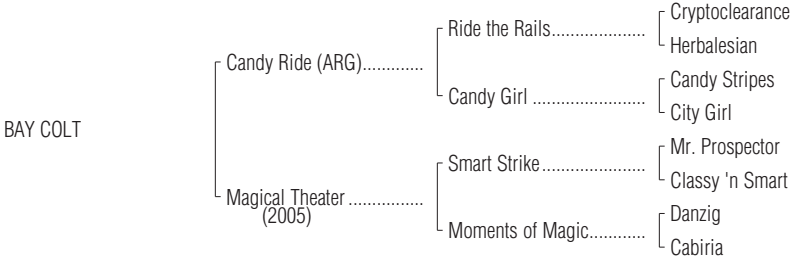 Cryptoclearance
Ride the Rails.....................
Herbalesian
Candy Ride (ARG).............
Candy Stripes
Candy Girl .........................
City Girl
BAY COLT
Mr. Prospector
Smart Strike.......................
Classy 'n Smart
Magical Theater ................
(2005)
Danzig
Moments of Magic............
Cabiria